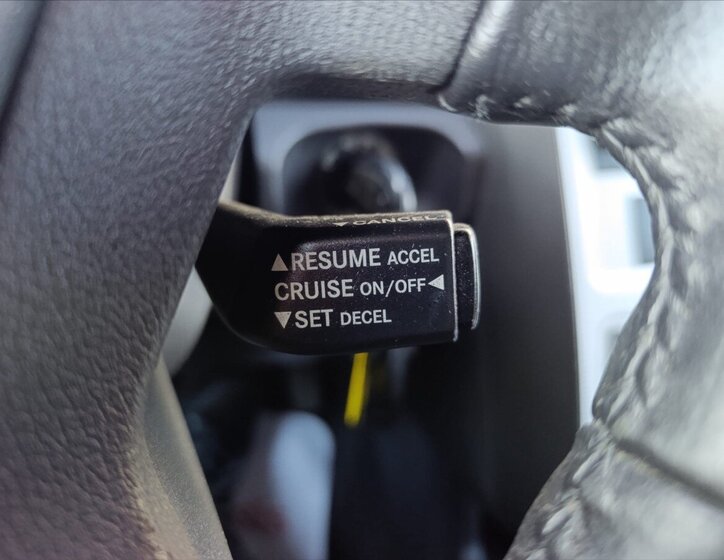 ▼CANCEL
▲RESUME ACCEL
CRUISE ON/OFF◀
▼SET DECEL